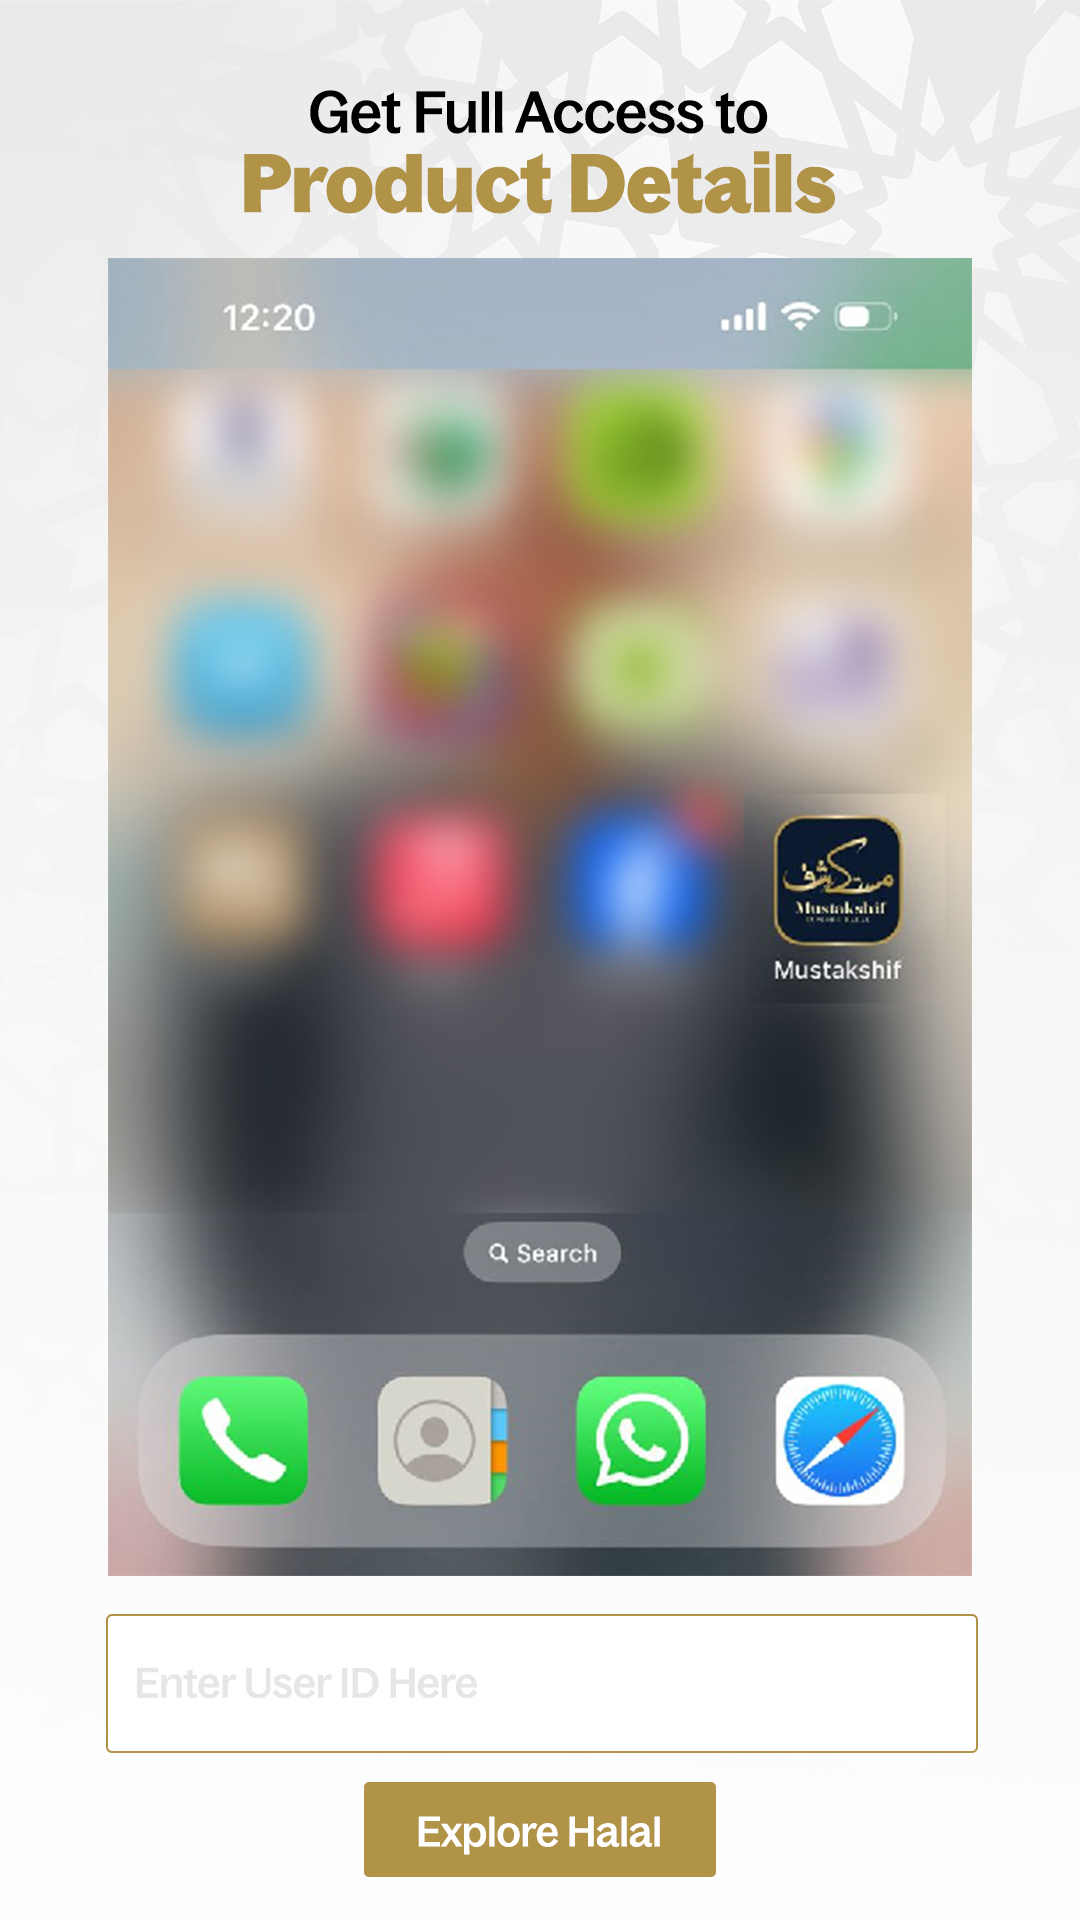 Get Full Access to
Product Details
12:20
مستكشف
Mustakshif
Mustakshif
Search
Enter User ID Here
Explore Halal